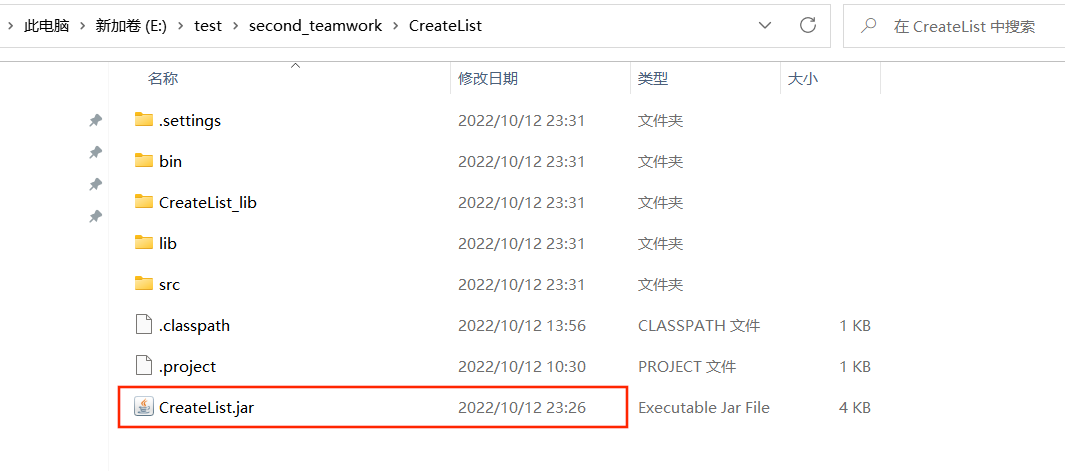 此电脑 > 新加卷 (E:) > test > second_teamwork > CreateList
在 CreateList 中搜索
名称 修改日期 类型 大小
.settings 2022/10/12 23:31 文件夹
bin 2022/10/12 23:31 文件夹
CreateList_lib 2022/10/12 23:31 文件夹
lib 2022/10/12 23:31 文件夹
src 2022/10/12 23:31 文件夹
.classpath 2022/10/12 13:56 CLASSPATH 文件 1 KB
.project 2022/10/12 10:30 PROJECT 文件 1 KB
CreateList.jar 2022/10/12 23:26 Executable Jar File 4 KB